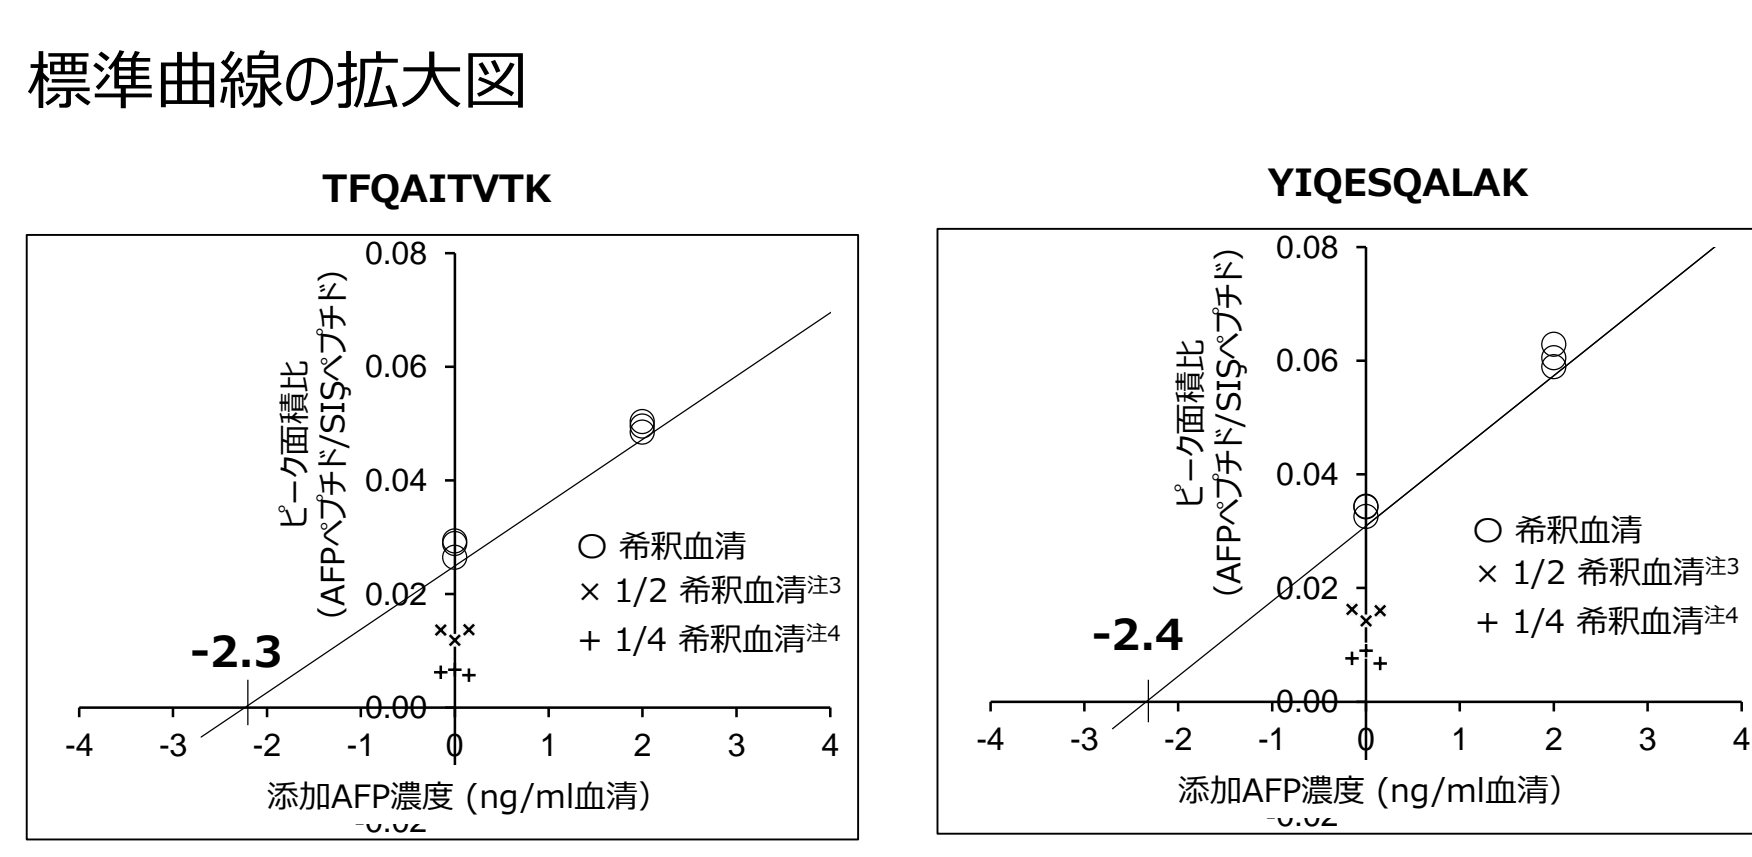 標準曲線の拡大図
TFQAITVTK
ピーク面積比
(AFPペプチド/SISペプチド)
0.08
0.06
0.04
0.02
0.00
-0.02
-2.3
○ 希釈血清
× 1/2 希釈血清注3
+ 1/4 希釈血清注4
-4 -3 -2 -1 0 1 2 3 4
添加AFP濃度 (ng/ml血清)
YIQESQALAK
ピーク面積比
(AFPペプチド/SISペプチド)
0.08
0.06
0.04
0.02
0.00
-0.02
-2.4
○ 希釈血清
× 1/2 希釈血清注3
+ 1/4 希釈血清注4
-4 -3 -2 -1 0 1 2 3 4
添加AFP濃度 (ng/ml血清)